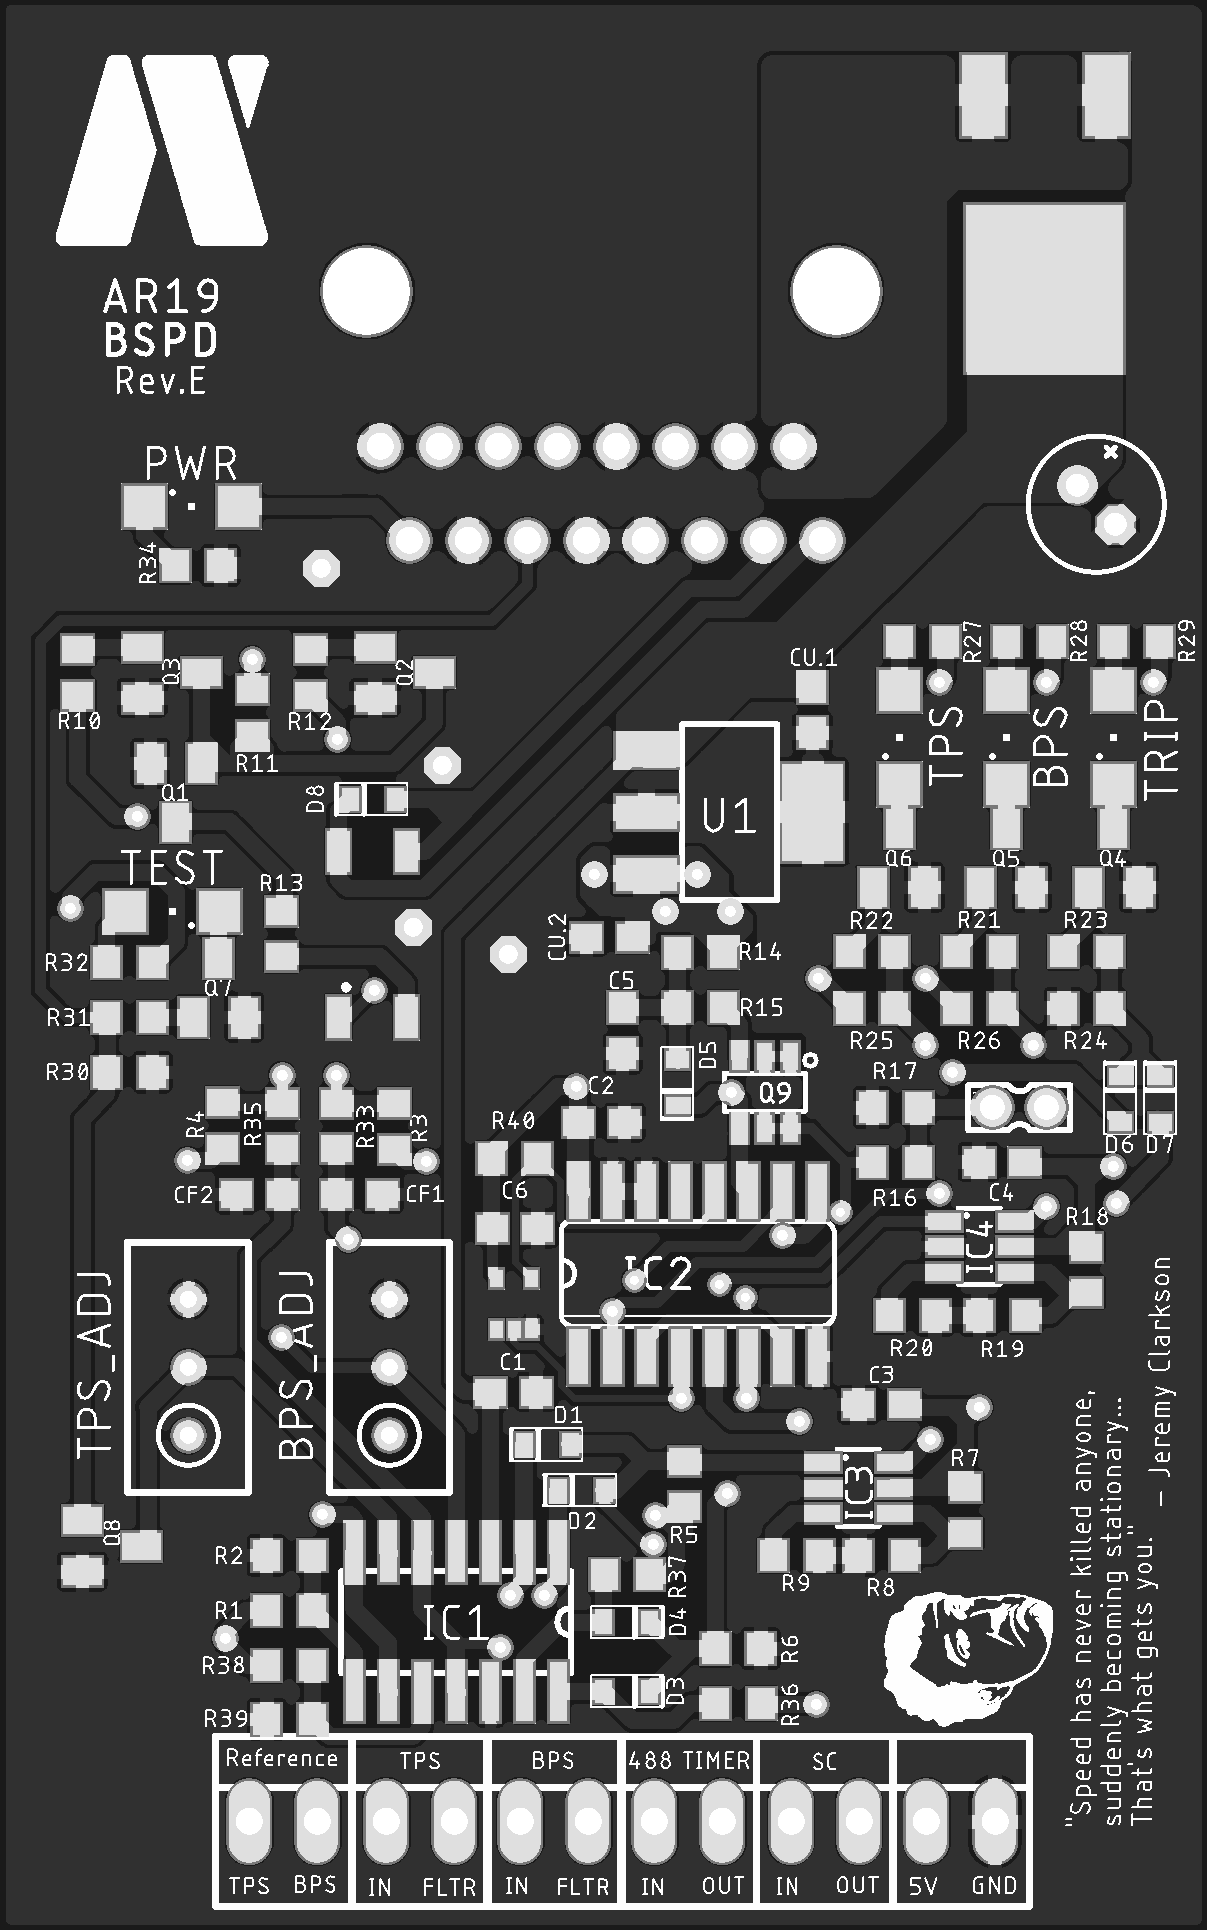 AR19
BSPD
Rev.E
PWR
R34
R27
R28
R29
Q3
Q2
CU.1
R10
R12
R11
TPS
BPS
TRIP
Q1
D8
U1
TEST
R13
Q6
Q5
Q4
R22
R21
R23
CU.2
R14
R32
Q7
C5
R15
R31
R25
R26
R24
R30
D5
R17
Q9
C2
R4
R35
R33
R3
R40
D6
D7
CF2
CF1
C6
R16
C4
R18
IC4
IC2
TPS_ADJ
BPS_ADJ
R20
R19
C1
C3
D1
D2
R5
IC3
R7
Q8
R2
R37
R9
R8
R1
IC1
D4
R6
R38
D3
R36
R39
"Speed has never killed anyone,
suddenly becoming stationary...
That's what gets you." – Jeremy Clarkson
Reference
TPS
BPS
488 TIMER
SC
TPS
BPS
IN
FLTR
IN
FLTR
IN
OUT
IN
OUT
5V
GND